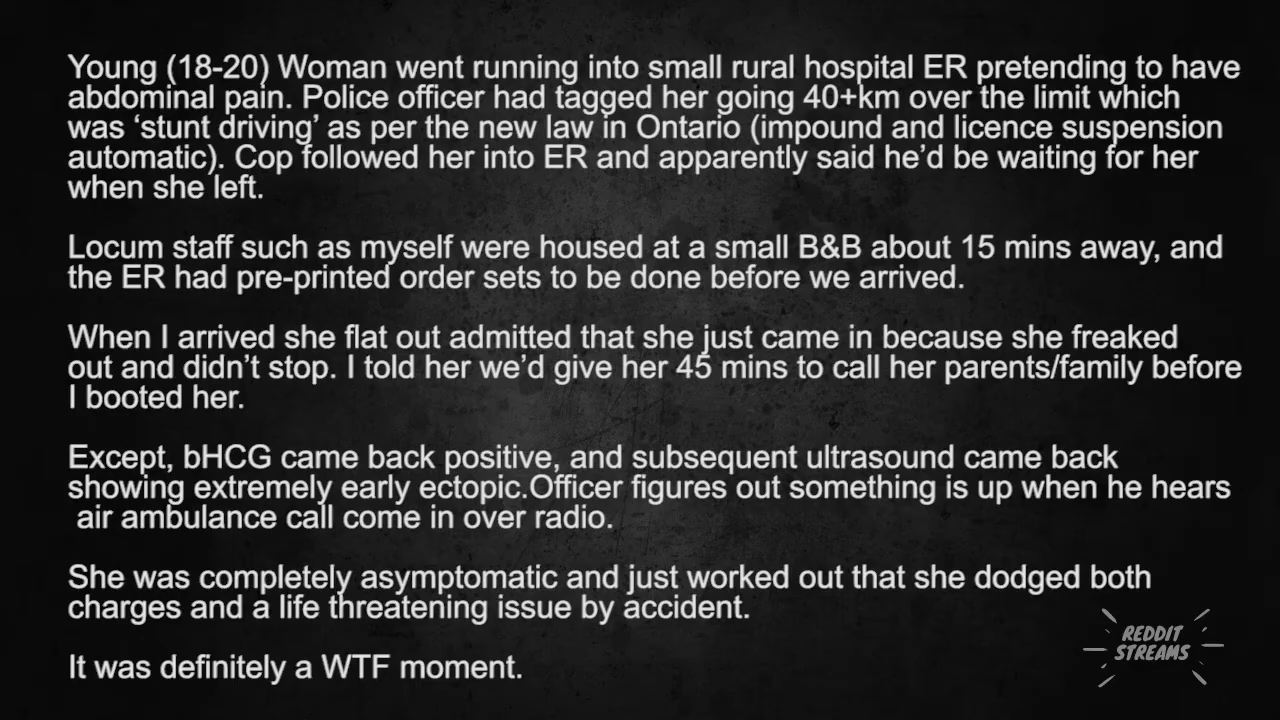 Young (18-20) Woman went running into small rural hospital ER pretending to have
abdominal pain. Police officer had tagged her going 40+km over the limit which
was ‘stunt driving’ as per the new law in Ontario (impound and licence suspension
automatic). Cop followed her into ER and apparently said he’d be waiting for her
when she left.
Locum staff such as myself were housed at a small B&B about 15 mins away, and
the ER had pre-printed order sets to be done before we arrived.
When I arrived she flat out admitted that she just came in because she freaked
out and didn’t stop. I told her we’d give her 45 mins to call her parents/family before
I booted her.
Except, bHCG came back positive, and subsequent ultrasound came back
showing extremely early ectopic.Officer figures out something is up when he hears
air ambulance call come in over radio.
She was completely asymptomatic and just worked out that she dodged both
charges and a life threatening issue by accident.
It was definitely a WTF moment.
REDDIT
STREAMS